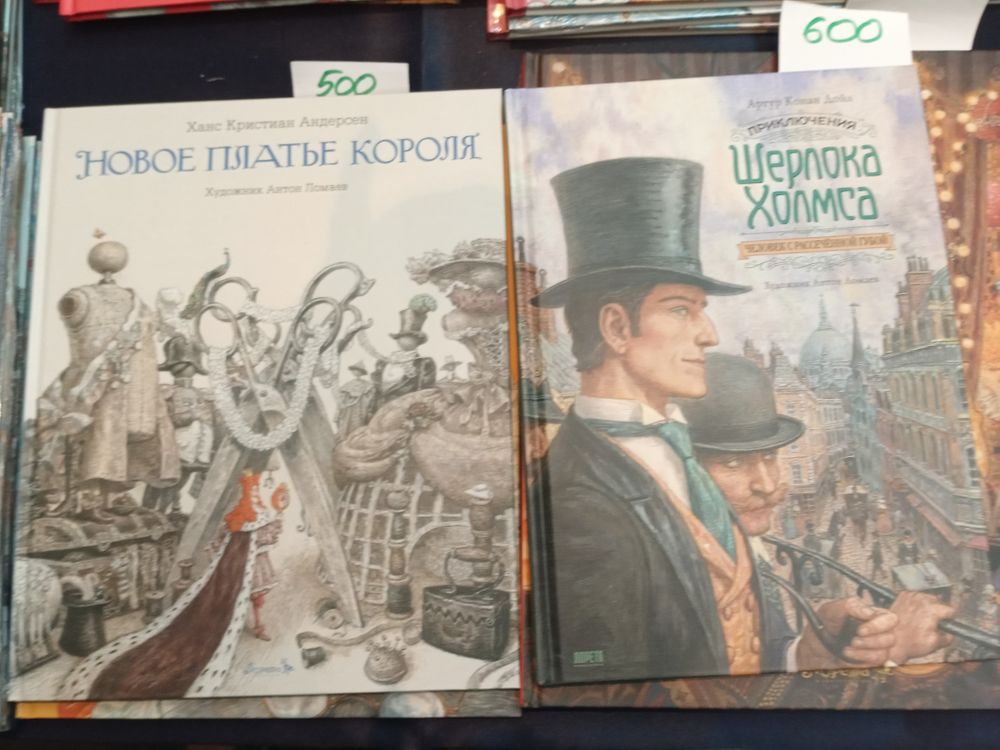 500
Ханс Кристиан Андерсен
НОВОЕ ПЛАТЬЕ КОРОЛЯ
Художник Антон Ломаев
600
Артур Конан Дойл
ПРИКЛЮЧЕНИЯ
Шерлока
Холмса
ЧЕЛОВЕК С РАССЕЧЁННОЙ ГУБОЙ
Художник Антон Ломаев